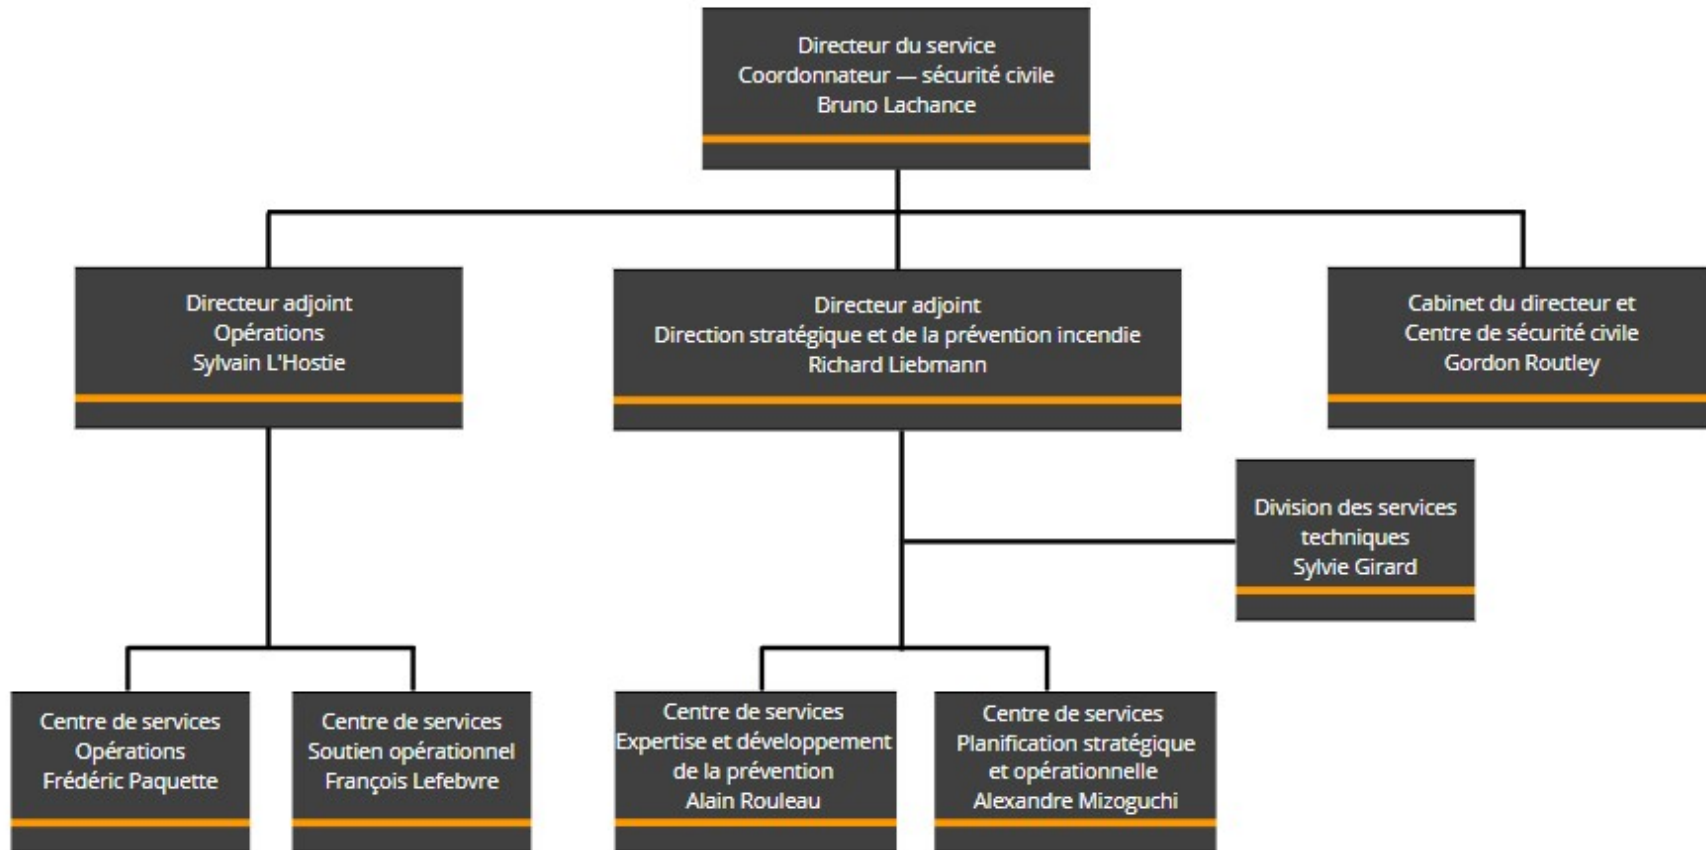 Directeur du service
Coordonnateur — sécurité civile
Bruno Lachance
Directeur adjoint
Opérations
Sylvain L'Hostie
Directeur adjoint
Direction stratégique et de la prévention incendie
Richard Liebmann
Cabinet du directeur et
Centre de sécurité civile
Gordon Routley
Division des services
techniques
Sylvie Girard
Centre de services
Opérations
Frédéric Paquette
Centre de services
Soutien opérationnel
François Lefebvre
Centre de services
Expertise et développement
de la prévention
Alain Rouleau
Centre de services
Planification stratégique
et opérationnelle
Alexandre Mizoguchi